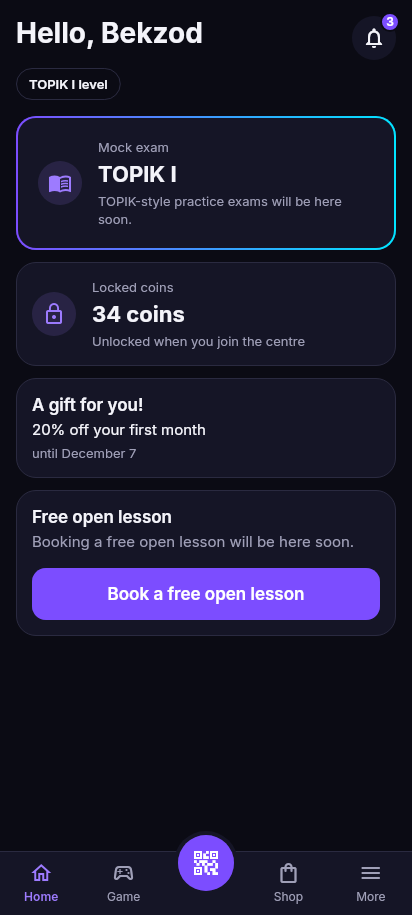 Hello, Bekzod
3
TOPIK I level
Mock exam
TOPIK I
TOPIK-style practice exams will be here
soon.
Locked coins
34 coins
Unlocked when you join the centre
A gift for you!
20% off your first month
until December 7
Free open lesson
Booking a free open lesson will be here soon.
Book a free open lesson
Home
Game
Shop
More